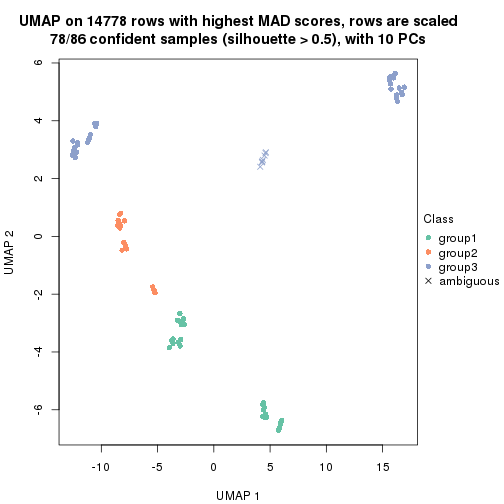 UMAP on 14778 rows with highest MAD scores, rows are scaled
78/86 confident samples (silhouette > 0.5), with 10 PCs
6
4
2
0
-2
-4
-6
UMAP 2
-10
-5
0
5
10
15
UMAP 1
Class
group1
group2
group3
ambiguous